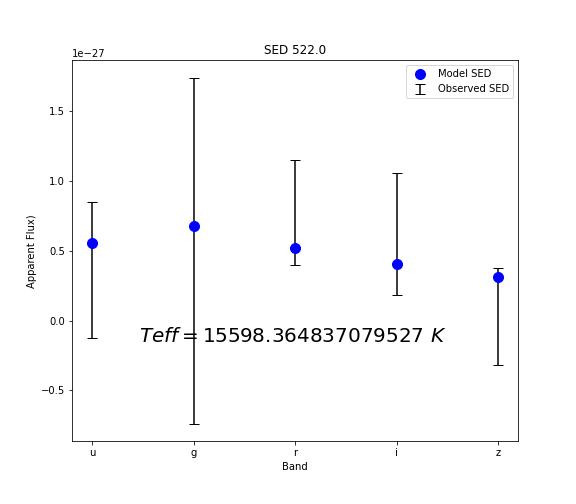 SED 522.0
1e−27
Model SED
Observed SED
1.5
1.0
0.5
0.0
−0.5
Apparent Flux)
Teff = 15598.364837079527 K
u g r i z
Band